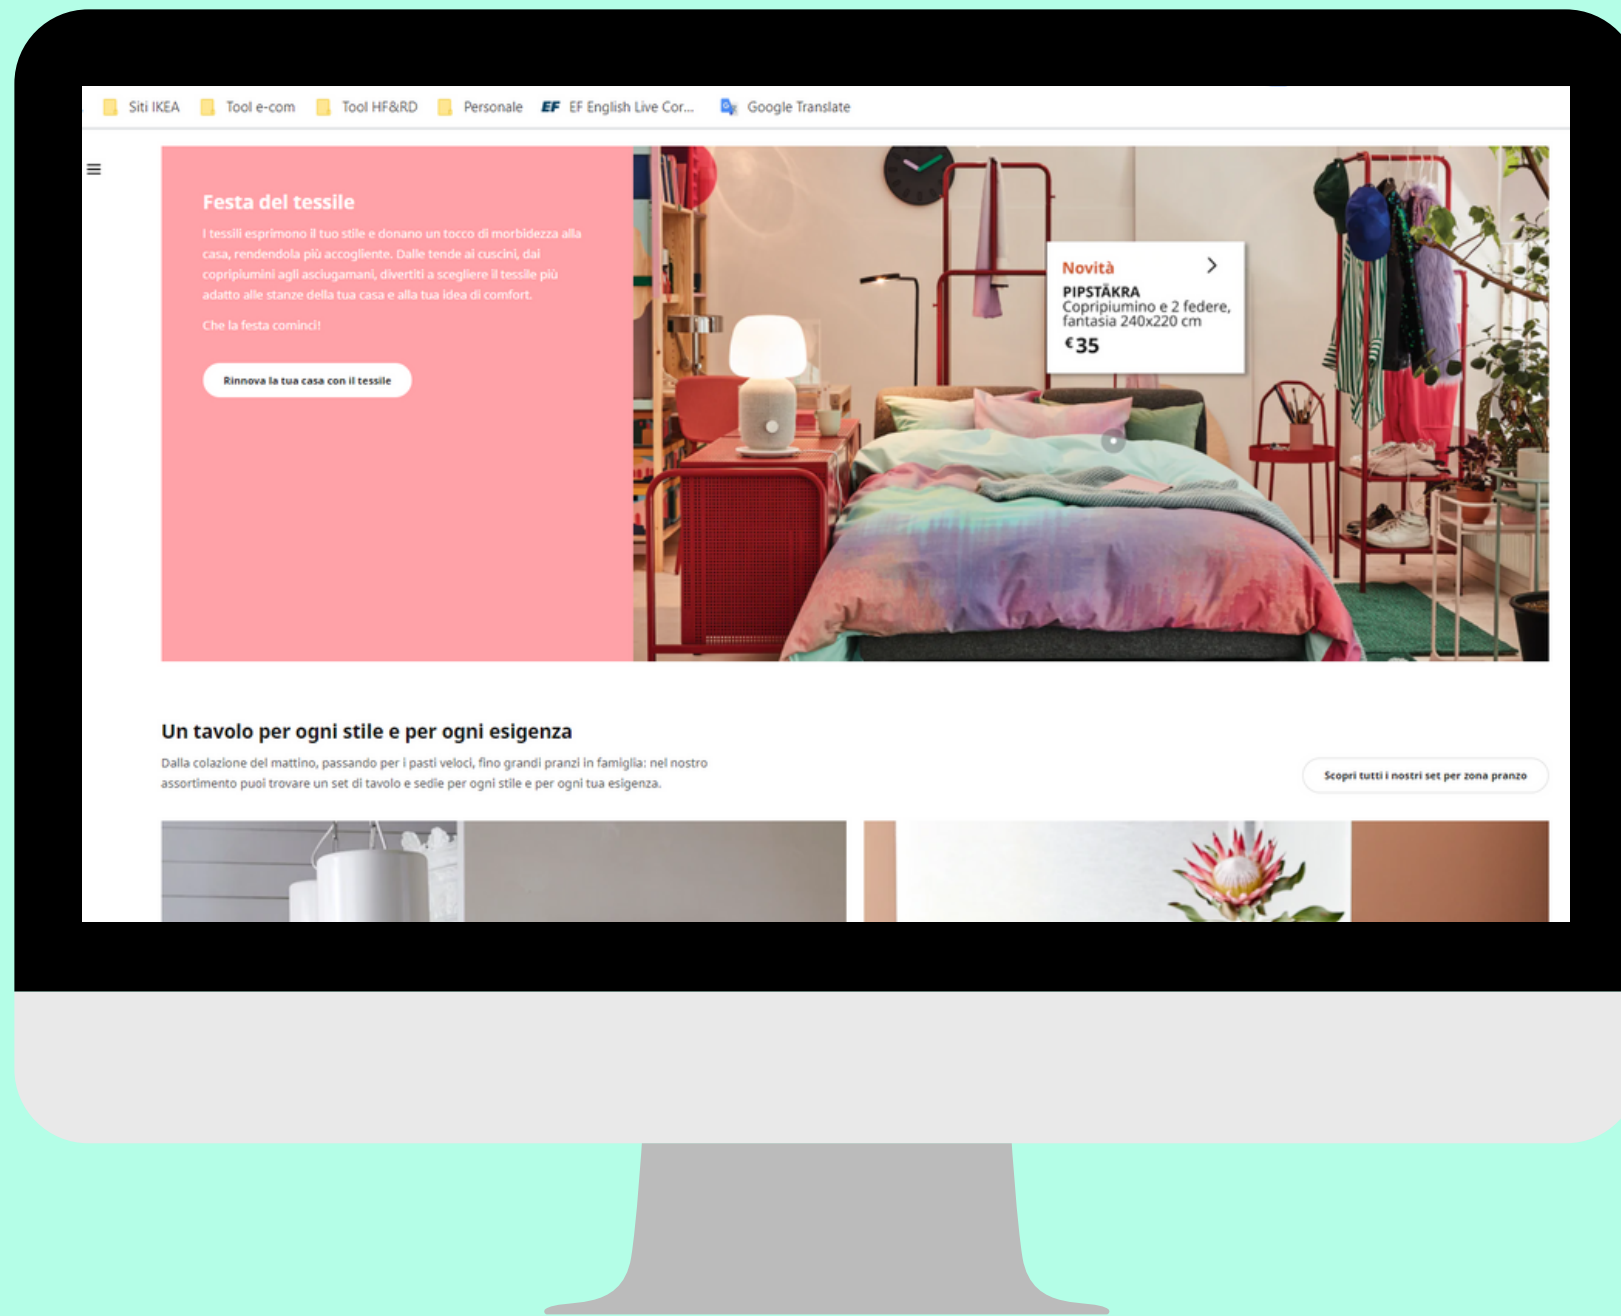 Siti IKEA Tool e-com Tool HF&RD Personale EF EF English Live Cor... Google Translate
Festa del tessile
I tessili esprimono il tuo stile e donano un tocco di morbidezza alla
casa, rendendola più accogliente. Dalle tende ai cuscini, dai
copripiumini agli asciugamani, divertiti a scegliere il tessile più
adatto alle stanze della tua casa e alla tua idea di comfort.
Che la festa cominci!
Rinnova la tua casa con il tessile
Novità
PIPSTÄKRA
Copripiumino e 2 federe,
fantasia 240x220 cm
€35
Un tavolo per ogni stile e per ogni esigenza
Dalla colazione del mattino, passando per i pasti veloci, fino grandi pranzi in famiglia: nel nostro
assortimento puoi trovare un set di tavolo e sedie per ogni stile e per ogni tua esigenza.
Scopri tutti i nostri set per zona pranzo